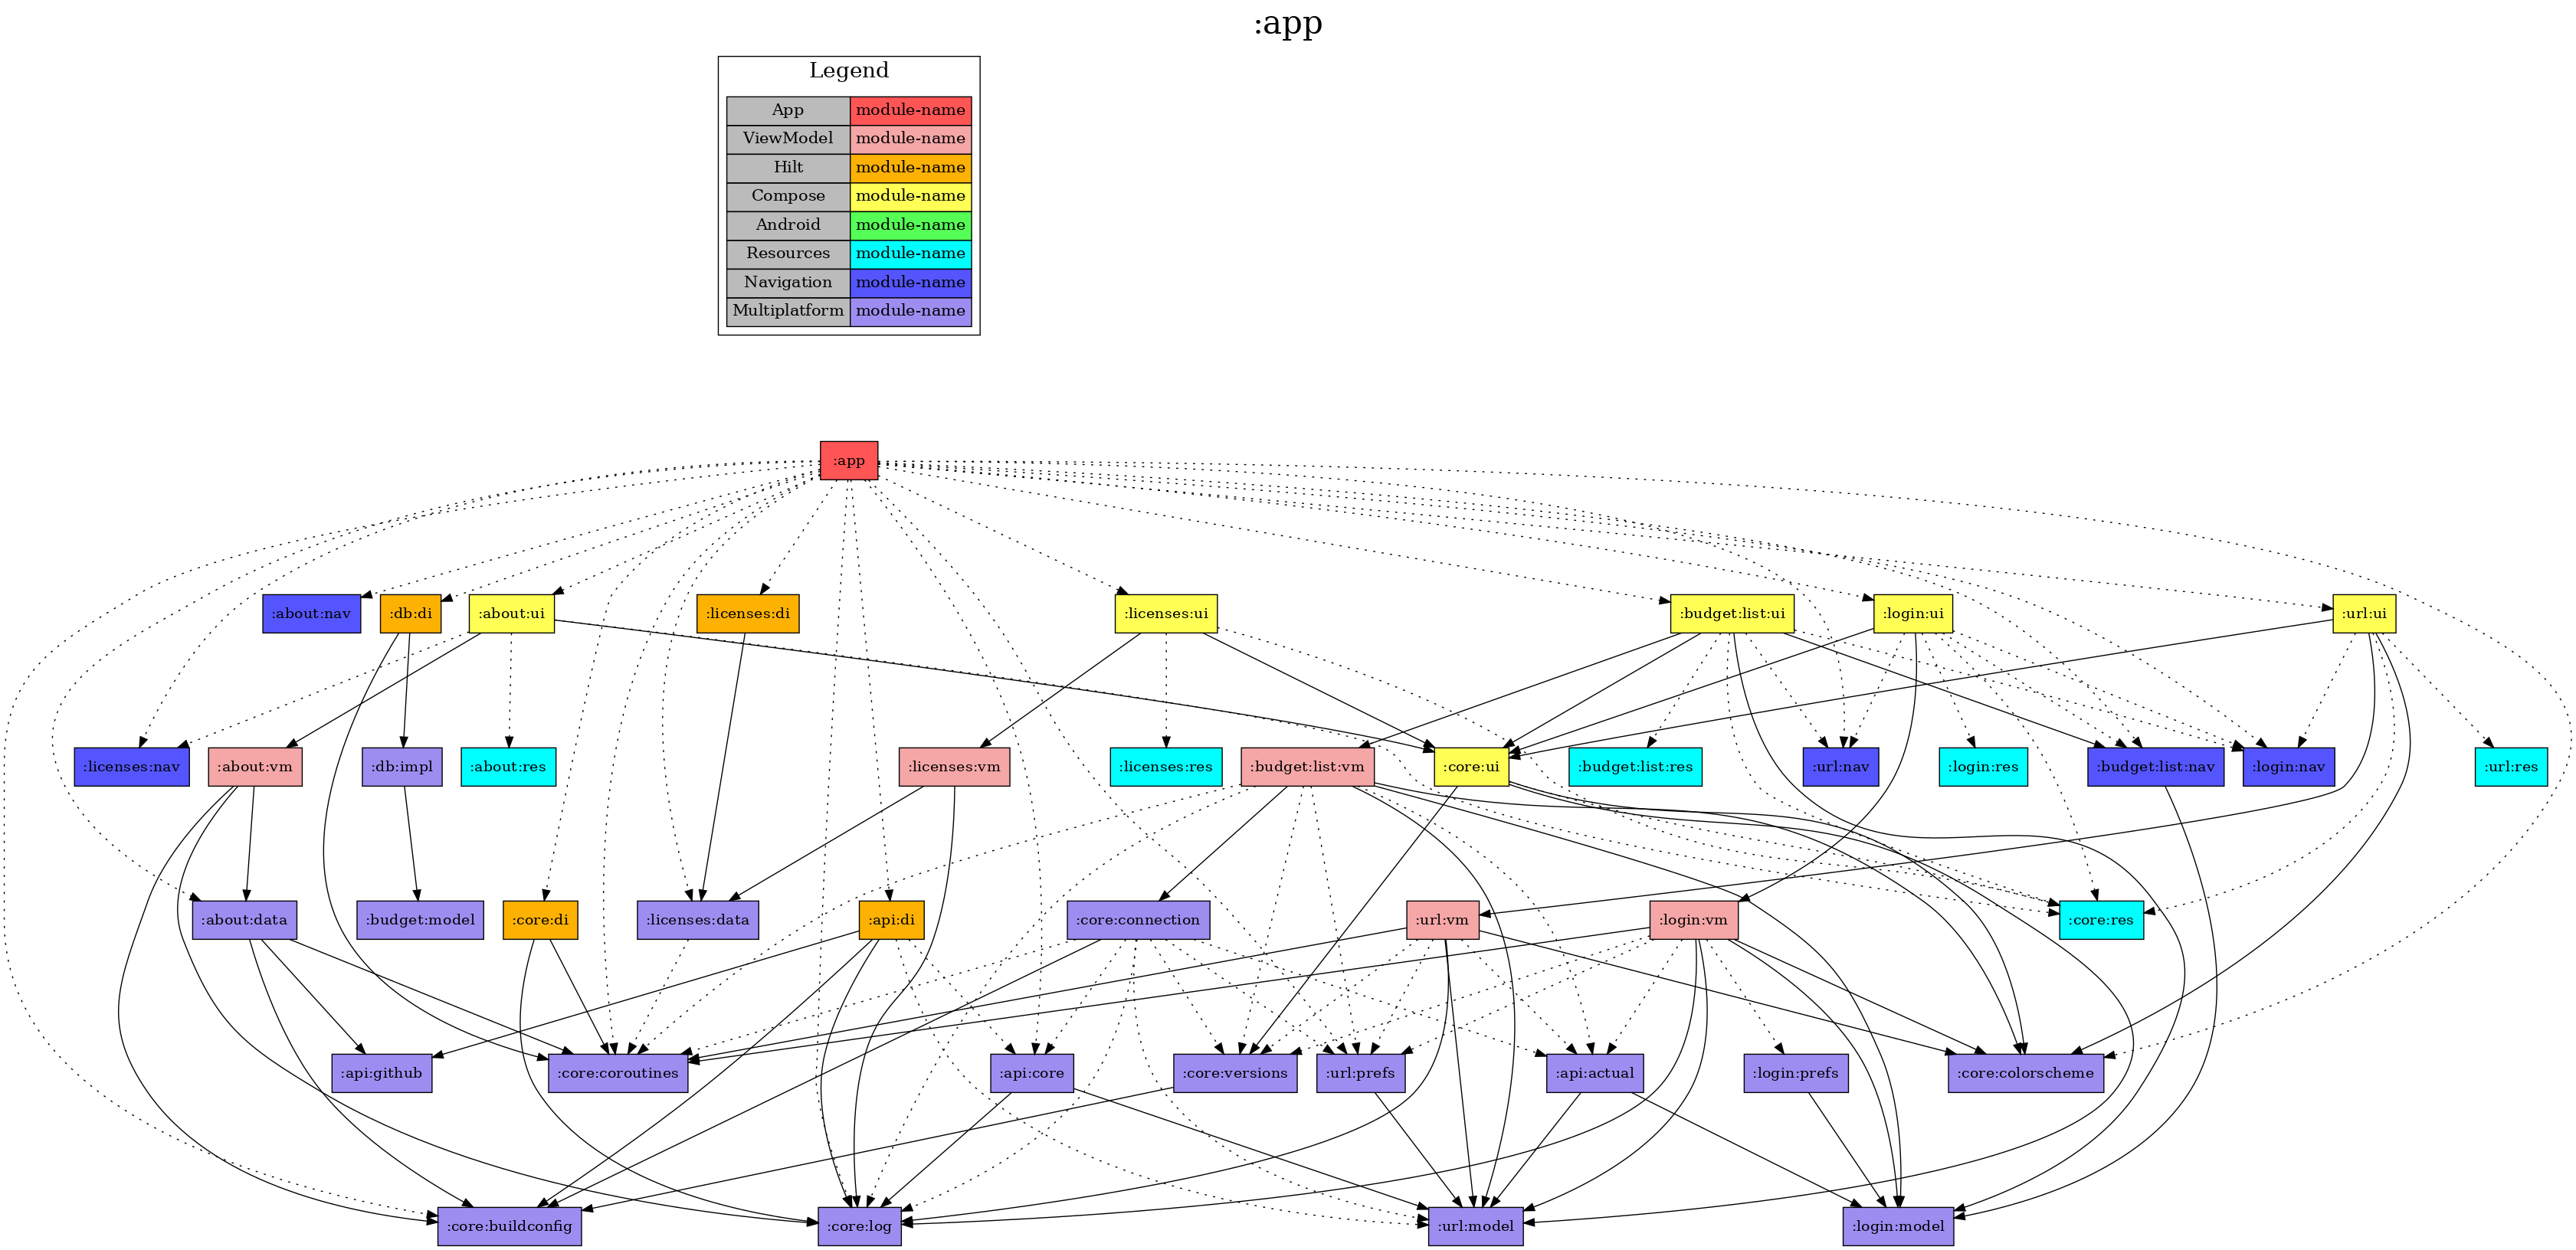 :app
Legend
App module-name
ViewModel module-name
Hilt module-name
Compose module-name
Android module-name
Resources module-name
Navigation module-name
Multiplatform module-name
:app
:about:nav :db:di :about:ui :licenses:di :licenses:ui :budget:list:ui :login:ui :url:ui
:licenses:nav :about:vm :db:impl :about:res :licenses:vm :licenses:res :budget:list:vm :core:ui :budget:list:res :url:nav :login:res :budget:list:nav :login:nav :url:res
:about:data :budget:model :core:di :licenses:data :api:di :core:connection :url:vm :login:vm :core:res
:api:github :core:coroutines :api:core :core:versions :url:prefs :api:actual :login:prefs :core:colorscheme
:core:buildconfig :core:log :url:model :login:model